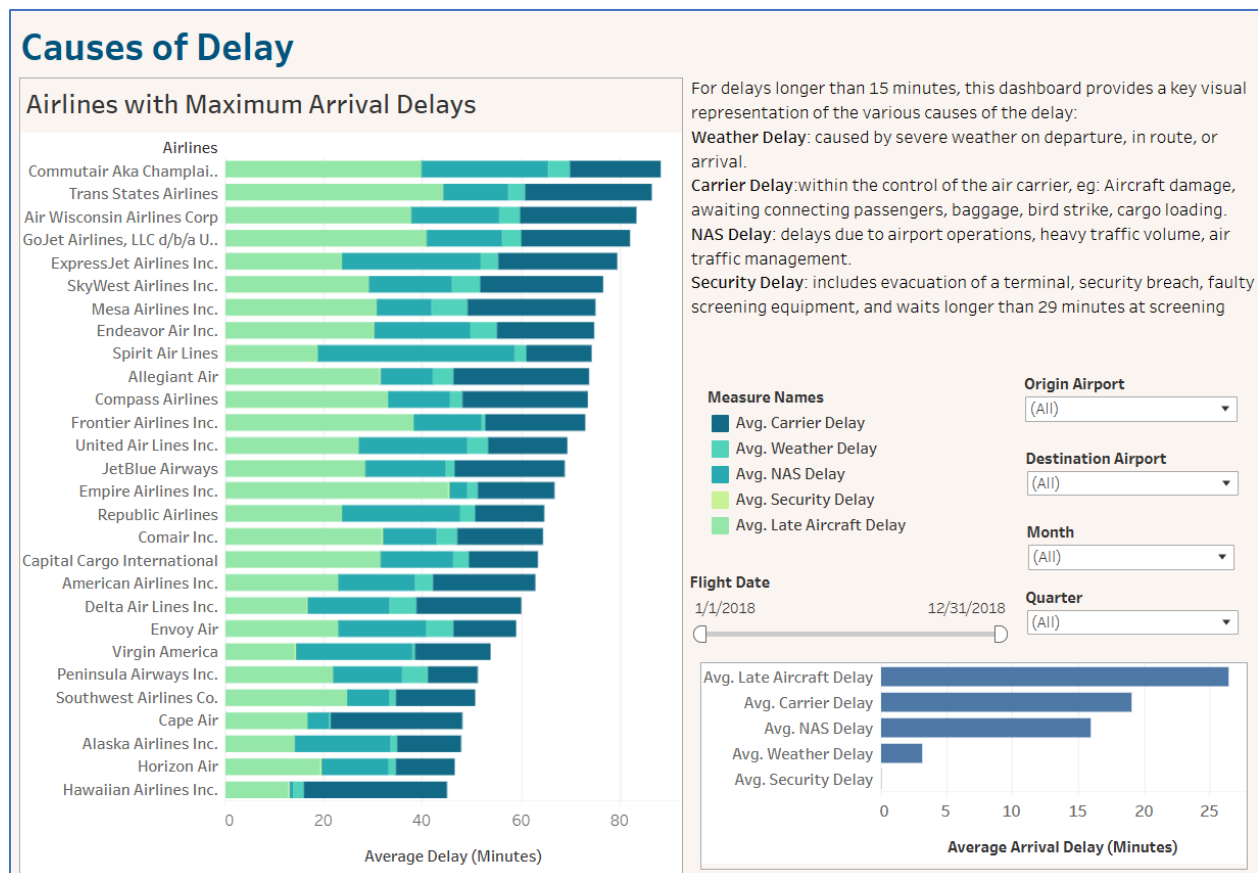 Causes of Delay
Airlines with Maximum Arrival Delays
Airlines
Commutair Aka Champlai..
Trans States Airlines
Air Wisconsin Airlines Corp
GoJet Airlines, LLC d/b/a U..
ExpressJet Airlines Inc.
SkyWest Airlines Inc.
Mesa Airlines Inc.
Endeavor Air Inc.
Spirit Air Lines
Allegiant Air
Compass Airlines
Frontier Airlines Inc.
United Air Lines Inc.
JetBlue Airways
Empire Airlines Inc.
Republic Airlines
Comair Inc.
Capital Cargo International
American Airlines Inc.
Delta Air Lines Inc.
Envoy Air
Virgin America
Peninsula Airways Inc.
Southwest Airlines Co.
Cape Air
Alaska Airlines Inc.
Horizon Air
Hawaiian Airlines Inc.
0 20 40 60 80
Average Delay (Minutes)
For delays longer than 15 minutes, this dashboard provides a key visual
representation of the various causes of the delay:
Weather Delay: caused by severe weather on departure, in route, or
arrival.
Carrier Delay:within the control of the air carrier, eg: Aircraft damage,
awaiting connecting passengers, baggage, bird strike, cargo loading.
NAS Delay: delays due to airport operations, heavy traffic volume, air
traffic management.
Security Delay: includes evacuation of a terminal, security breach, faulty
screening equipment, and waits longer than 29 minutes at screening
Measure Names
Avg. Carrier Delay
Avg. Weather Delay
Avg. NAS Delay
Avg. Security Delay
Avg. Late Aircraft Delay
Origin Airport
(All)
Destination Airport
(All)
Month
(All)
Quarter
(All)
Flight Date
1/1/2018 12/31/2018
Avg. Late Aircraft Delay
Avg. Carrier Delay
Avg. NAS Delay
Avg. Weather Delay
Avg. Security Delay
0 5 10 15 20 25
Average Arrival Delay (Minutes)